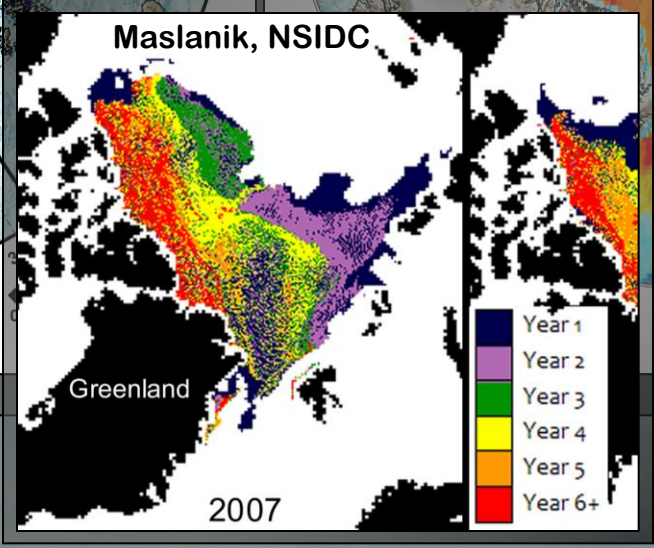 Maslanik, NSIDC
Greenland
2007
Year 1
Year 2
Year 3
Year 4
Year 5
Year 6+